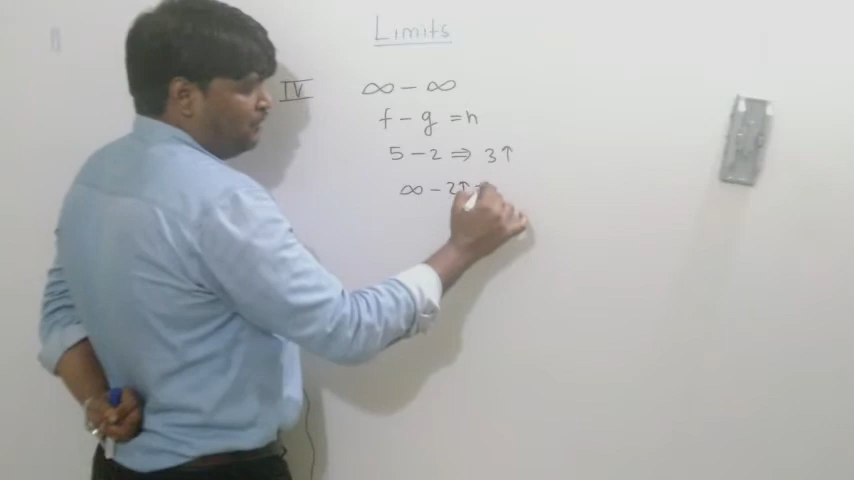 Limits
IV ∞ - ∞
f - g = h
5 - 2 ⇒ 3↑
∞ - 2↑ =